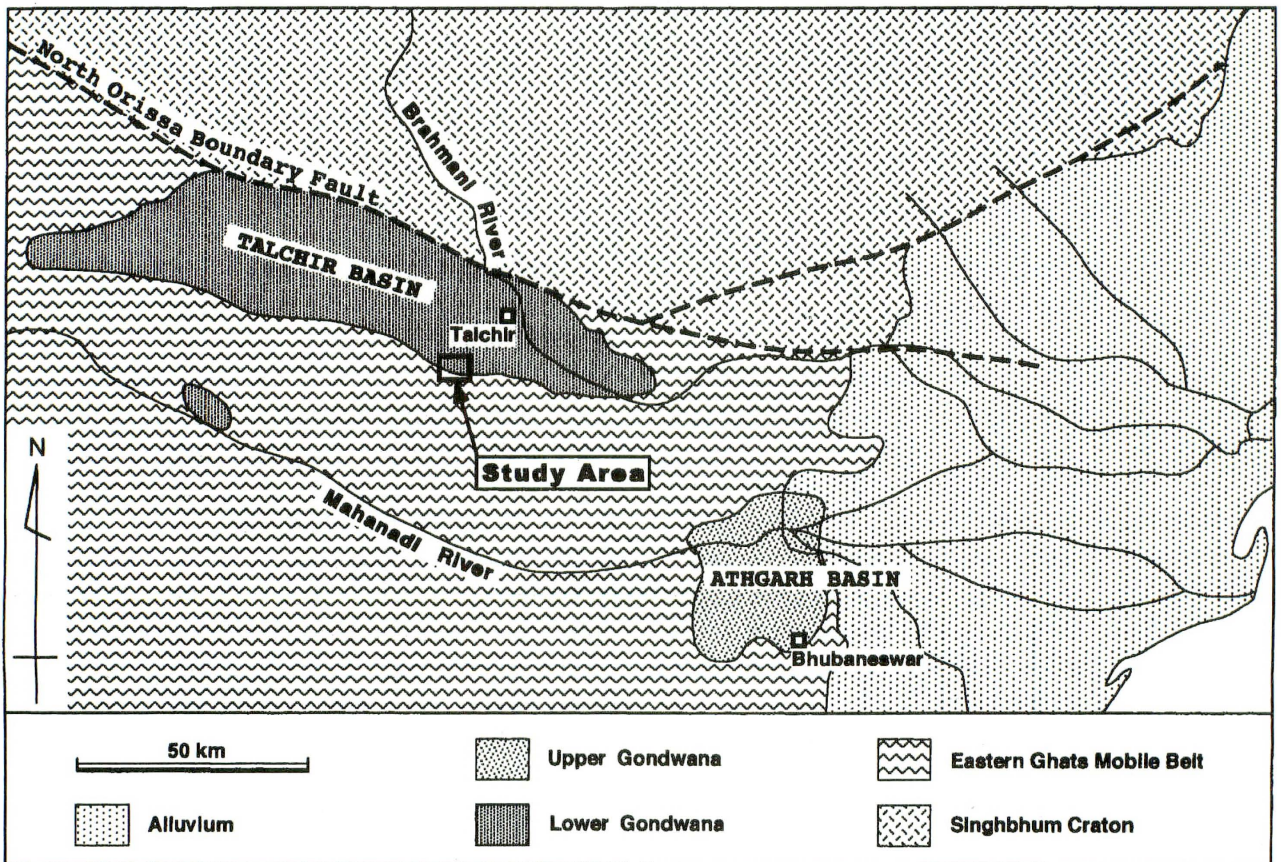 North Orissa Boundary Fault
Brahmani River
TALCHIR BASIN
Talchir
N
Study Area
Mahanadi River
ATHGARH BASIN
Bhubaneswar
50 km
Upper Gondwana
Eastern Ghats Mobile Belt
Alluvium
Lower Gondwana
Singhbhum Craton